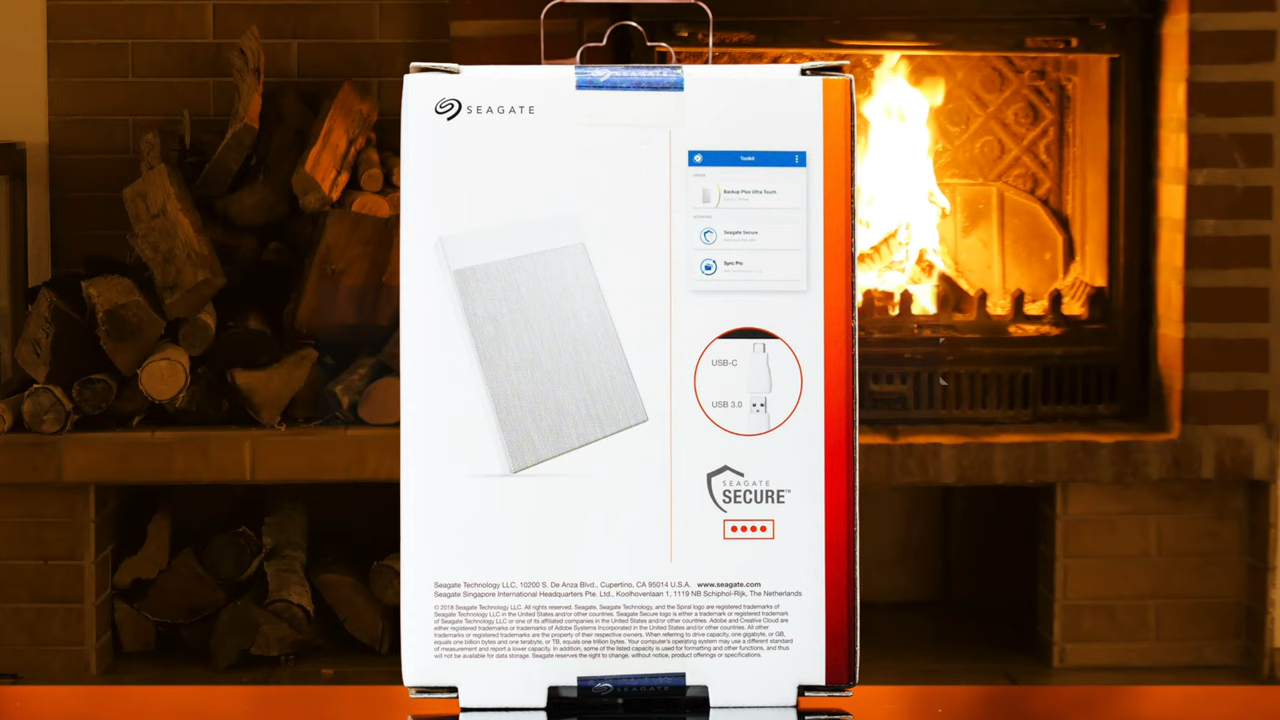 SEAGATE
SEAGATE
Toolkit
Backup Plus Ultra Touch
Seagate Secure
Sync Pro
USB-C
USB 3.0
SEAGATE
SECURE™
Seagate Technology LLC, 10200 S. De Anza Blvd., Cupertino, CA 95014 U.S.A. www.seagate.com
Seagate Singapore International Headquarters Pte. Ltd., Koolhovenlaan 1, 1119 NB Schiphol-Rijk, The Netherlands
© 2018 Seagate Technology LLC. All rights reserved. Seagate, Seagate Technology, and the Spiral logo are registered trademarks of
Seagate Technology LLC in the United States and/or other countries. Seagate Secure logo is either a trademark or registered trademark
of Seagate Technology LLC or one of its affiliated companies in the United States and/or other countries. Adobe and Creative Cloud are
either registered trademarks or trademarks of Adobe Systems Incorporated in the United States and/or other countries. All other
trademarks or registered trademarks are the property of their respective owners. When referring to drive capacity, one gigabyte, or GB,
equals one billion bytes and one terabyte, or TB, equals one trillion bytes. Your computer's operating system may use a different standard
of measurement and report a lower capacity. In addition, some of the listed capacity is used for formatting and other functions, and thus
will not be available for data storage. Seagate reserves the right to change, without notice, product offerings or specifications.
SEAGATE